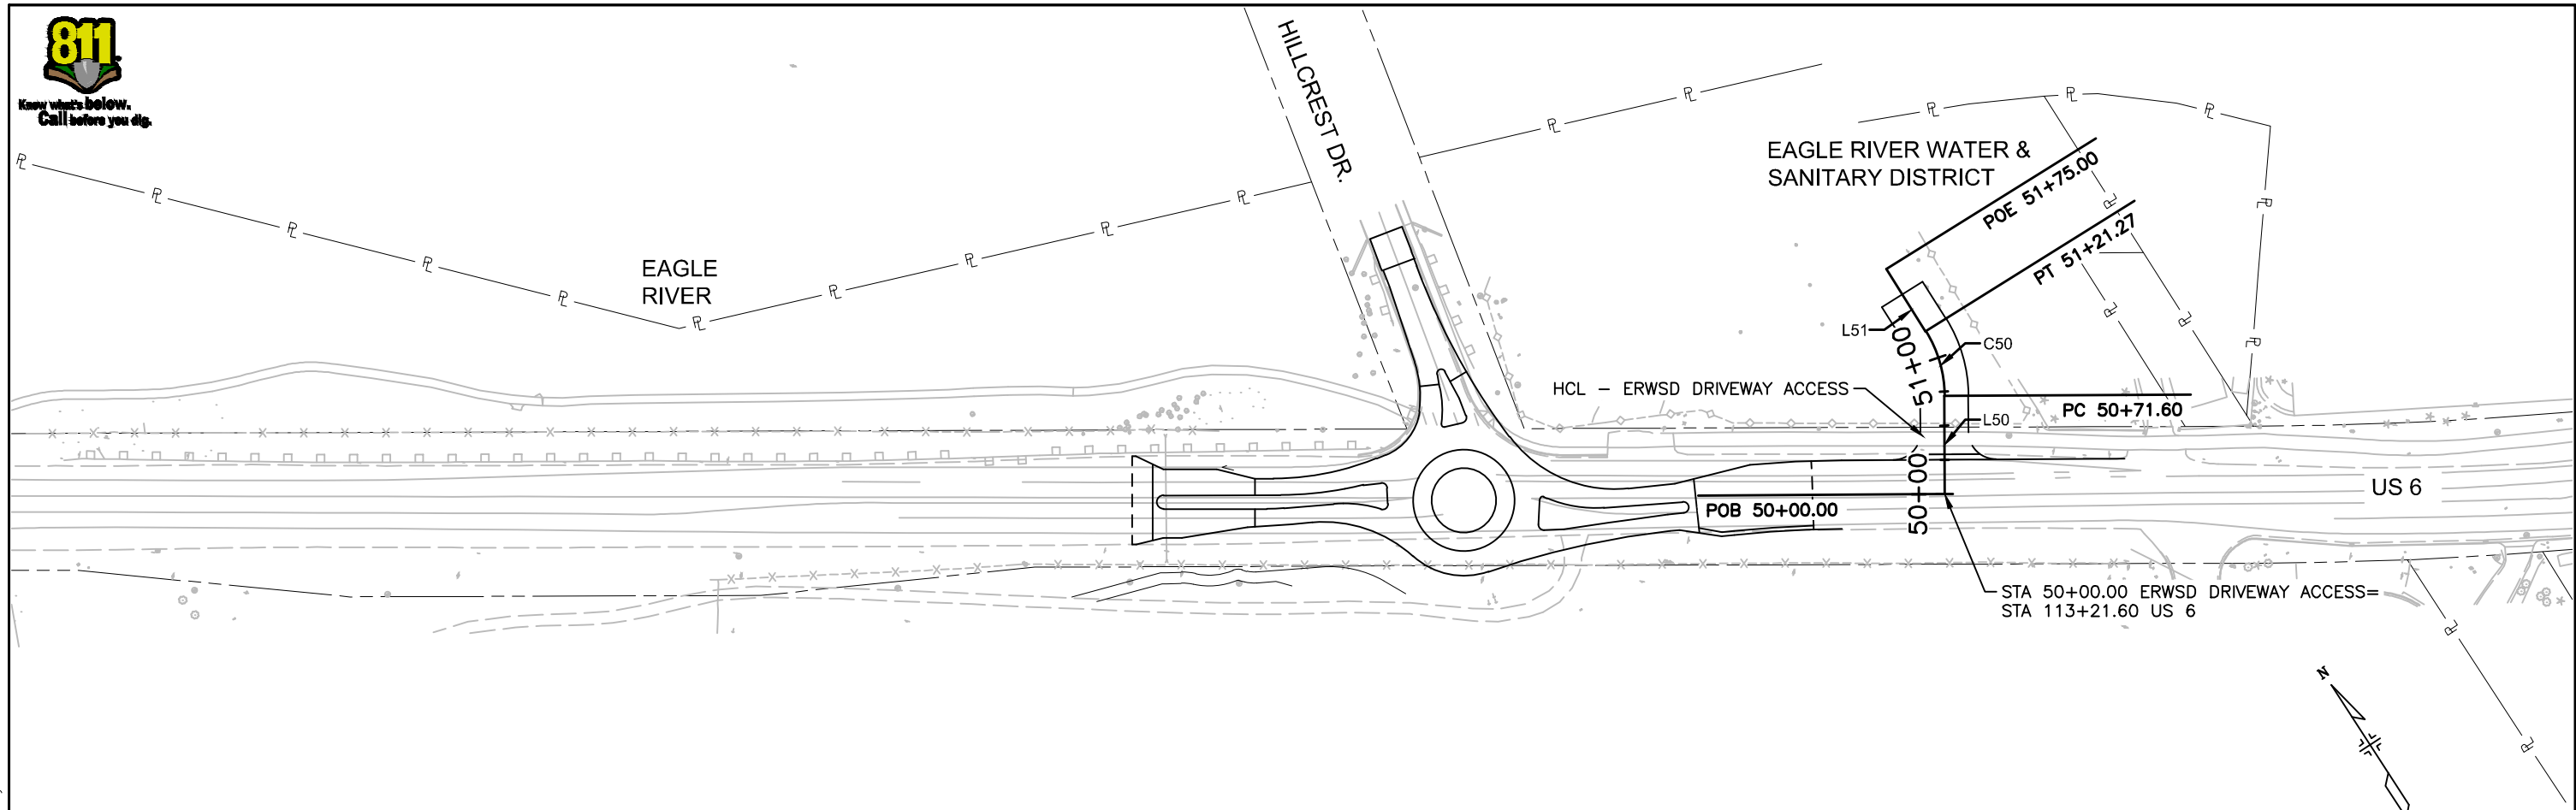 811
Know what's below.
Call before you dig.
HILLCREST DR.
EAGLE RIVER WATER &
SANITARY DISTRICT
EAGLE
RIVER
POE 51+75.00
PT 51+21.27
L51
51+00
C50
HCL - ERWSD DRIVEWAY ACCESS
PC 50+71.60
L50
50+00
POB 50+00.00
US 6
STA 50+00.00 ERWSD DRIVEWAY ACCESS=
STA 113+21.60 US 6
N